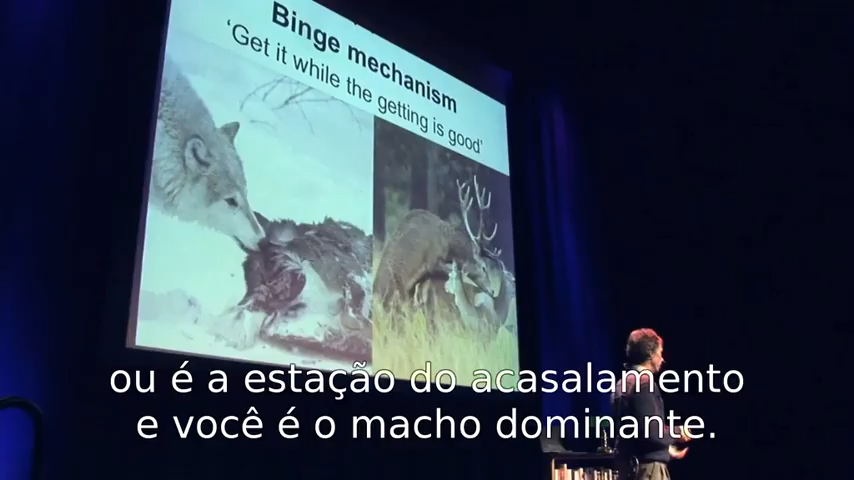 Binge mechanism
'Get it while the getting is good'
ou é a estação do acasalamento
e você é o macho dominante.